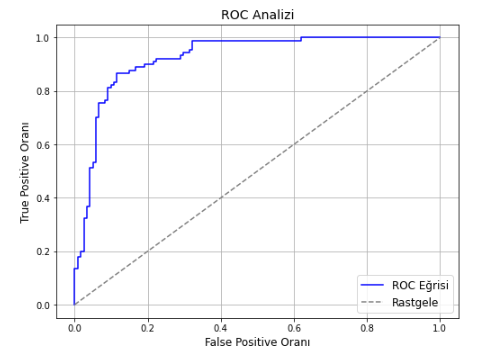 ROC Analizi
1.0
0.8
0.6
0.4
0.2
0.0
True Positive Oranı
ROC Eğrisi
Rastgele
0.0 0.2 0.4 0.6 0.8 1.0
False Positive Oranı